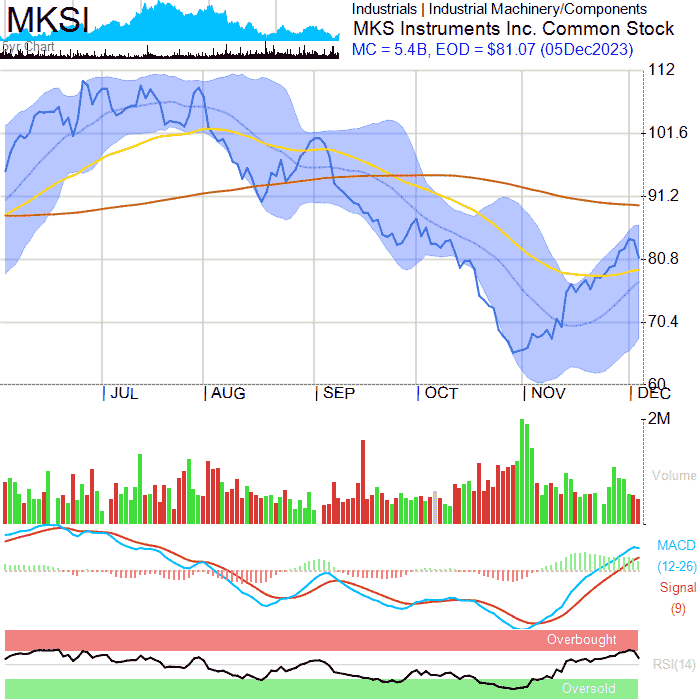 MKSI
5yr Chart
Industrials | Industrial Machinery/Components
MKS Instruments Inc. Common Stock
MC = 5.4B, EOD = $81.07 (05Dec2023)
112
101.6
91.2
80.8
70.4
60
JUL
AUG
SEP
OCT
NOV
DEC
2M
Volume
MACD
(12-26)
Signal
(9)
Overbought
RSI(14)
Oversold